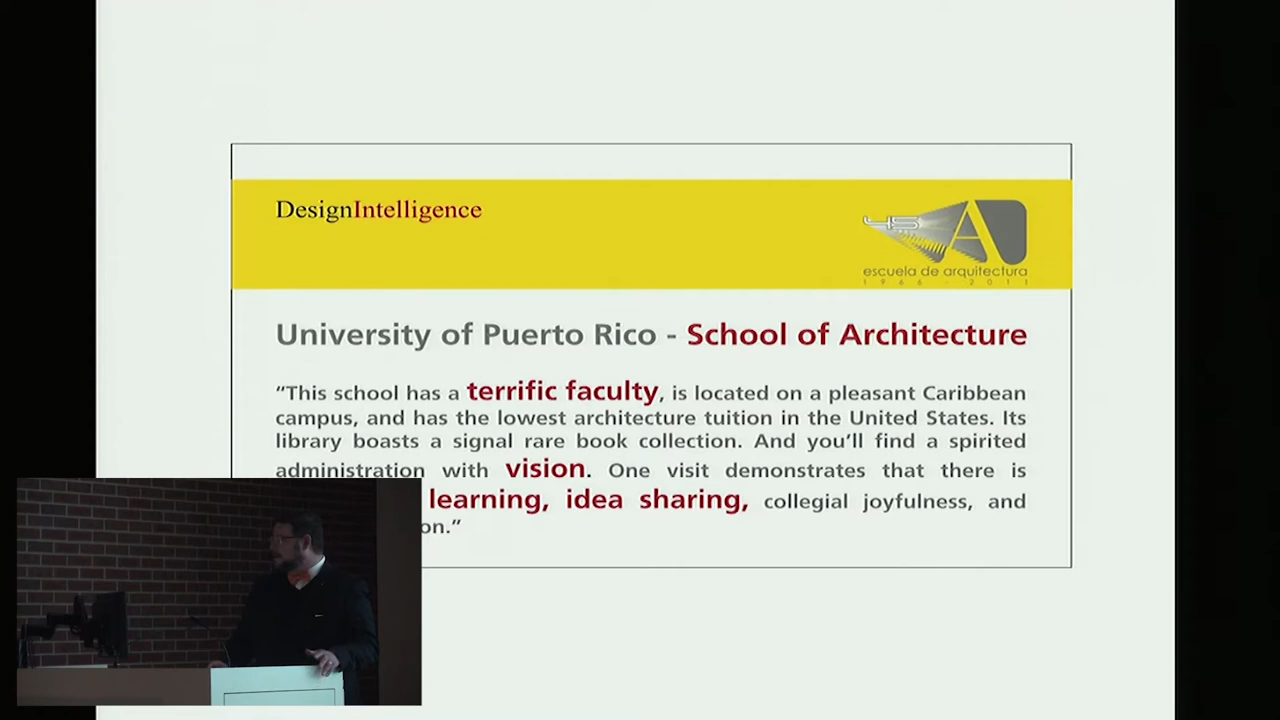 DesignIntelligence
45
A
escuela de arquitectura
1966 - 2011
University of Puerto Rico - School of Architecture
“This school has a terrific faculty, is located on a pleasant Caribbean
campus, and has the lowest architecture tuition in the United States. Its
library boasts a signal rare book collection. And you’ll find a spirited
administration with vision. One visit demonstrates that there is
learning, idea sharing, collegial joyfulness, and
on.”